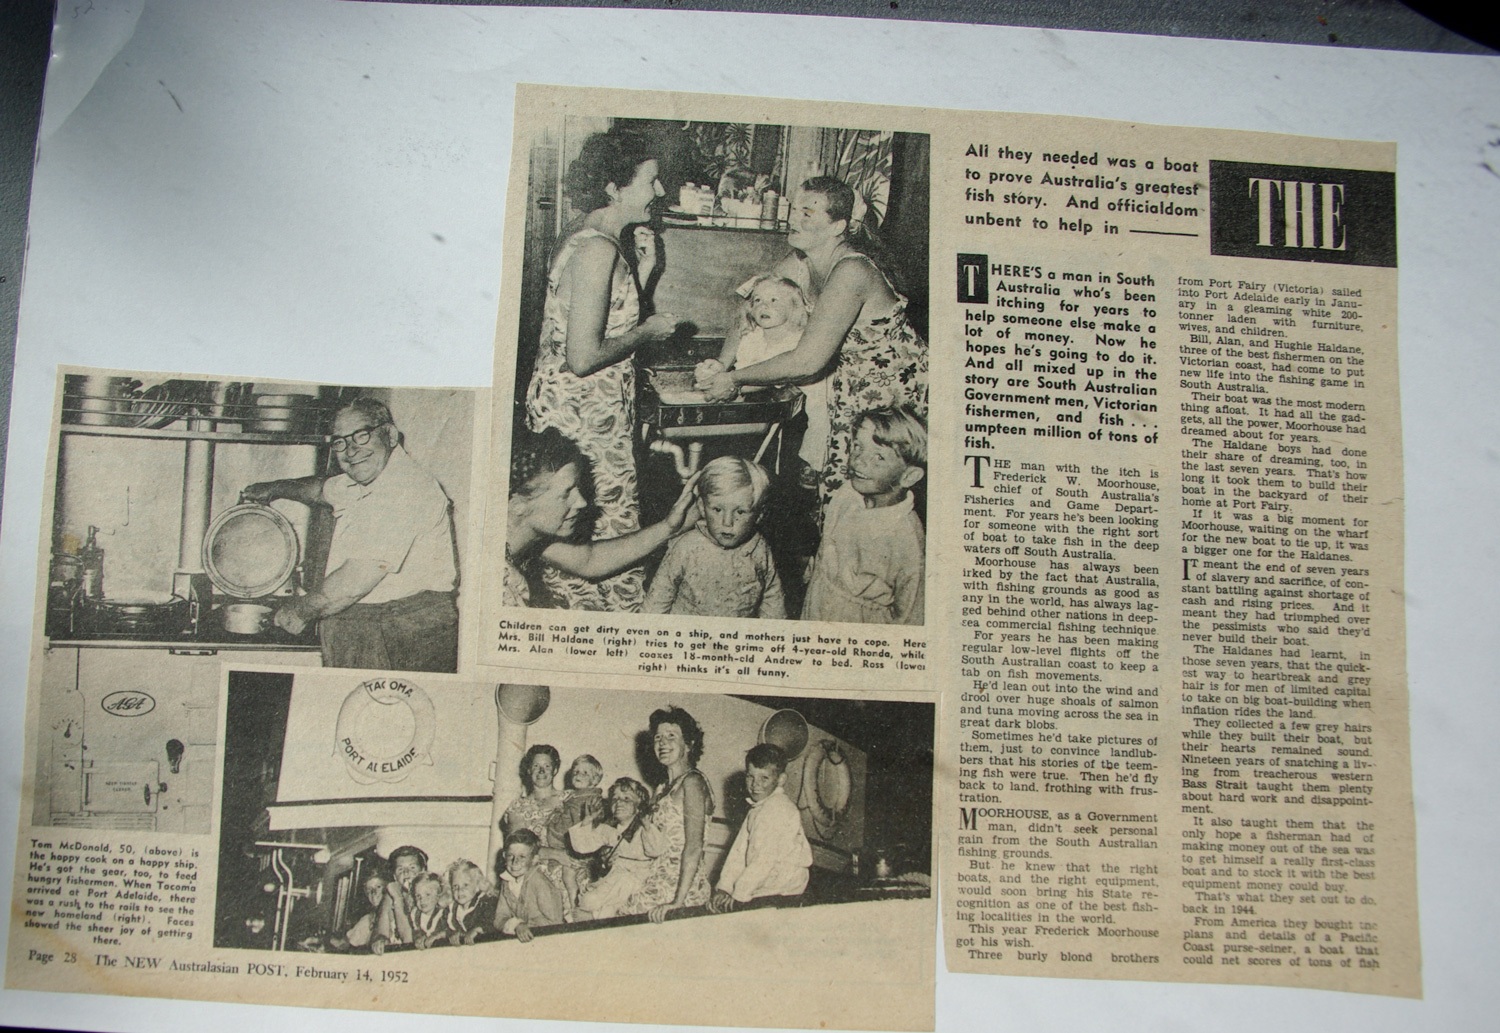 All they needed was a boat
to prove Australia's greatest
fish story. And officialdom
unbent to help in
THE
THERE'S a man in South
Australia who's been
itching for years to
help someone else make a
lot of money. Now he
hopes he's going to do it.
And all mixed up in the
story are South Australian
Government men, Victorian
fishermen, and fish . . .
umpteen million of tons of
fish.
THE man with the itch is
Frederick W. Moorhouse,
chief of South Australia's
Fisheries and Game Depart-
ment. For years he's been looking
for someone with the right sort
of boat to take fish in the deep
waters off South Australia.
Moorhouse has always been
irked by the fact that Australia,
with fishing grounds as good as
any in the world, has always lag-
ged behind other nations in deep-
sea commercial fishing technique.
For years he has been making
regular low-level flights off the
South Australian coast to keep a
tab on fish movements.
He'd lean out into the wind and
drool over huge shoals of salmon
and tuna moving across the sea in
great dark blobs.
Sometimes he'd take pictures of
them, just to convince landlub-
bers that his stories of the teem-
ing fish were true. Then he'd fly
back to land, frothing with frus-
tration.
MOORHOUSE, as a Government
man, didn't seek personal
gain from the South Australian
fishing grounds.
But he knew that the right
boats, and the right equipment,
would soon bring his State re-
cognition as one of the best fish-
ing localities in the world.
This year Frederick Moorhouse
got his wish.
Three burly blond brothers
from Port Fairy (Victoria) sailed
into Port Adelaide early in Janu-
ary in a gleaming white 200-
tonner laden with furniture,
wives, and children.
Bill, Alan, and Hughie Haldane,
three of the best fishermen on the
Victorian coast, had come to put
new life into the fishing game in
South Australia.
Their boat was the most modern
thing afloat. It had all the gad-
gets, all the power, Moorhouse had
dreamed about for years.
The Haldane boys had done
their share of dreaming, too, in
the last seven years. That's how
long it took them to build their
boat in the backyard of their
home at Port Fairy.
If it was a big moment for
Moorhouse, waiting on the wharf
for the new boat to tie up, it was
a bigger one for the Haldanes.
IT meant the end of seven years
of slavery and sacrifice, of con-
stant battling against shortage of
cash and rising prices. And it
meant they had triumphed over
the pessimists who said they'd
never build their boat.
The Haldanes had learnt, in
those seven years, that the quick-
est way to heartbreak and grey
hair is for men of limited capital
to take on big boat-building when
inflation rides the land.
They collected a few grey hairs
while they built their boat, but
their hearts remained sound.
Nineteen years of snatching a liv-
ing from treacherous western
Bass Strait taught them plenty
about hard work and disappoint-
ment.
It also taught them that the
only hope a fisherman had of
making money out of the sea was
to get himself a really first-class
boat and to stock it with the best
equipment money could buy.
That's what they set out to do,
back in 1944.
From America they bought the
plans and details of a Pacific
Coast purse-seiner, a boat that
could net scores of tons of fish
Children can get dirty even on a ship, and mothers just have to cope. Here
Mrs. Bill Haldane (right) tries to get the grime off 4-year-old Rhonda, while
Mrs. Alan (lower left) coaxes 18-month-old Andrew to bed. Ross (lower
right) thinks it's all funny.
AGA
TACOMA
PORT ADELAIDE
Tom McDonald, 50, (above) is
the happy cook on a happy ship.
He's got the gear, too, to feed
hungry fishermen. When Tacoma
arrived at Port Adelaide, there
was a rush to the rails to see the
new homeland (right). Faces
showed the sheer joy of getting
there.
Page 28 The NEW Australasian POST, February 14, 1952